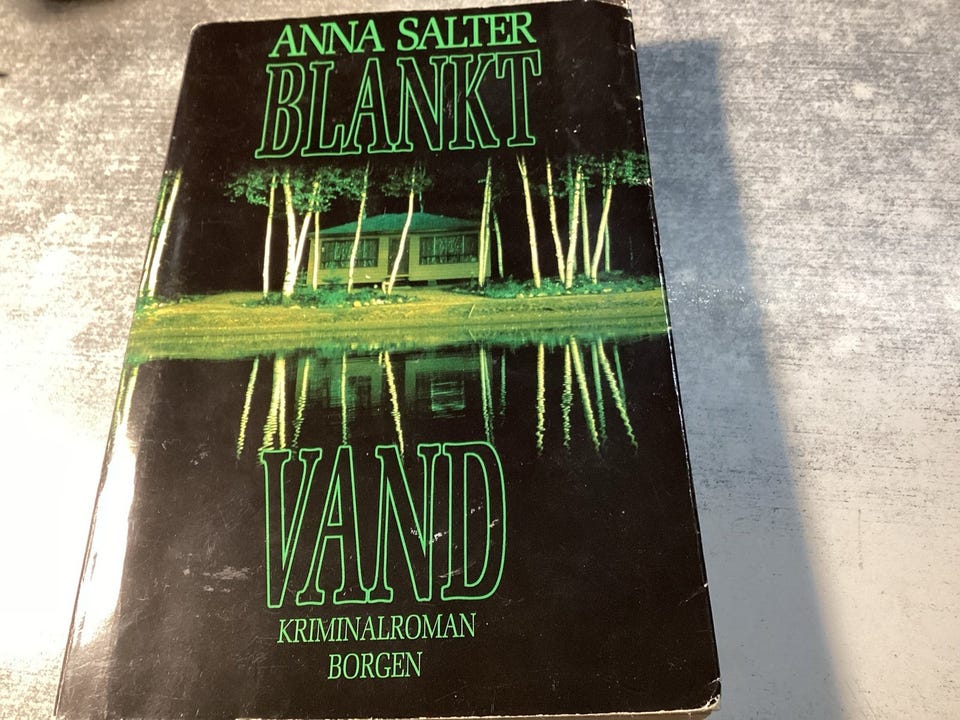 ANNA SALTER
BLANKT
VAND
KRIMINALROMAN
BORGEN